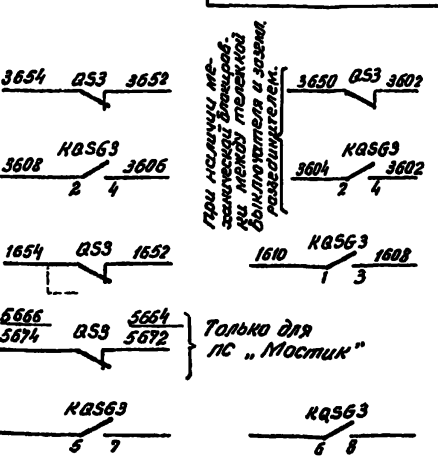 3654 QS3 3652
При наличии ме-
ханической блокиров-
ки между тележкой
выключателя и зазем.
разъединителем.
3650 QS3 3602
3608 KQSG3 3606
2 4
3604 KQSG3 3602
2 4
1654 QS3 1652
1610 KQSG3 1608
1 3
5666 5664
5674 QS3 5672
Только для
ПС „Мостик"
KQSG3
5 7
KQSG3
6 8